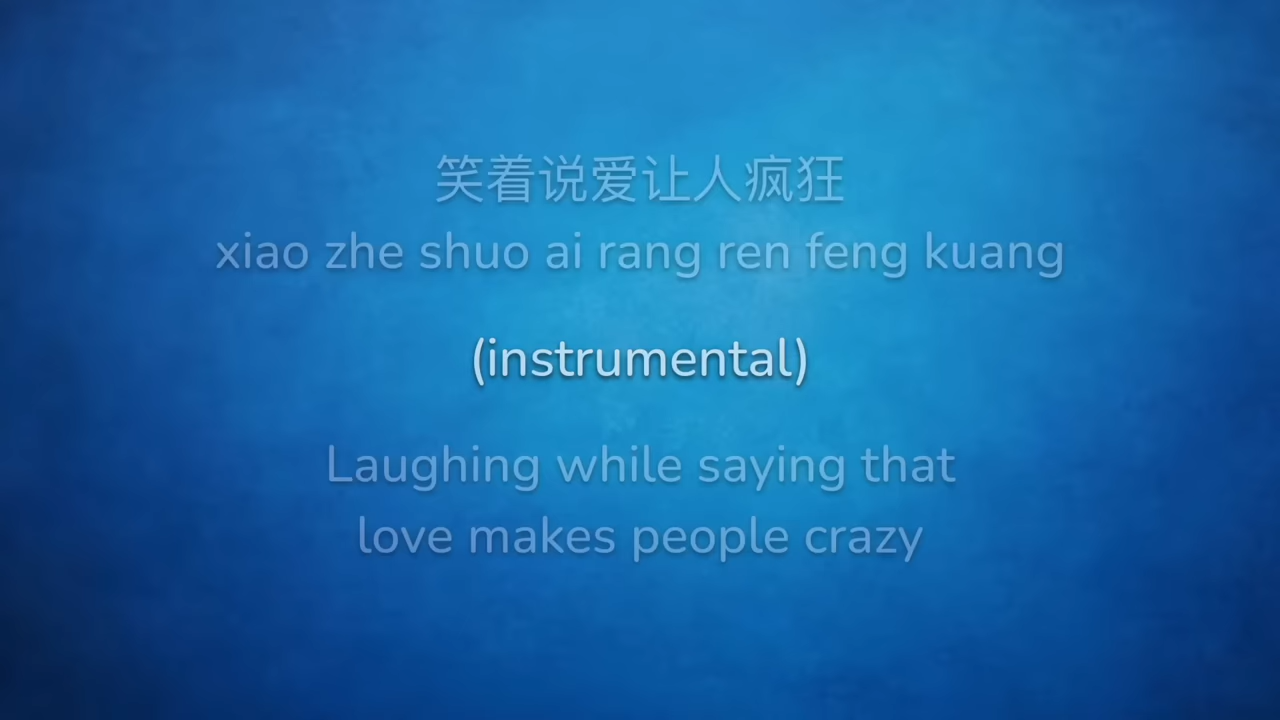 笑着说爱让人疯狂
xiao zhe shuo ai rang ren feng kuang
(instrumental)
Laughing while saying that
love makes people crazy